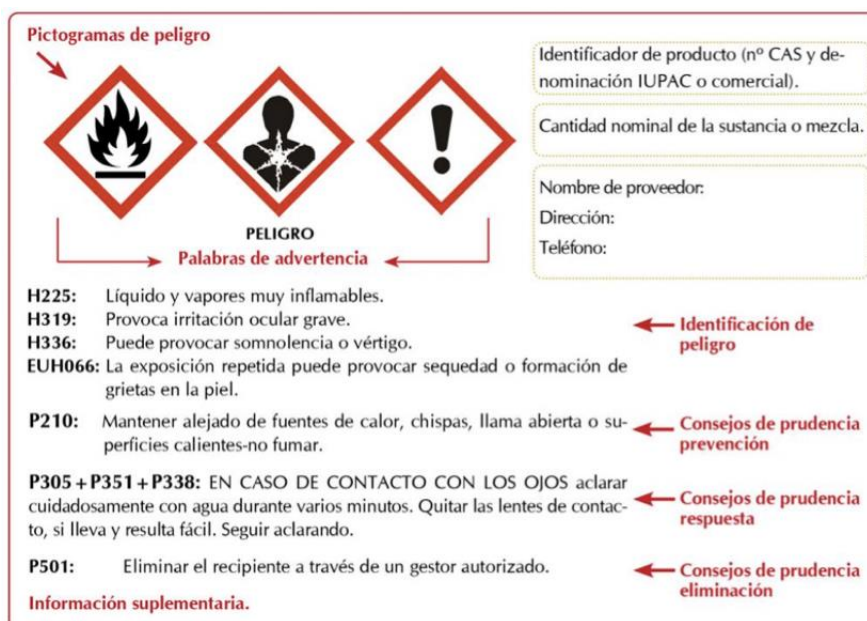 Pictogramas de peligro
Identificador de producto (nº CAS y de-
nominación IUPAC o comercial).
Cantidad nominal de la sustancia o mezcla.
Nombre de proveedor:
Dirección:
Teléfono:
PELIGRO
Palabras de advertencia
H225: Líquido y vapores muy inflamables.
H319: Provoca irritación ocular grave.
H336: Puede provocar somnolencia o vértigo.
EUH066: La exposición repetida puede provocar sequedad o formación de
grietas en la piel.
Identificación de
peligro
P210: Mantener alejado de fuentes de calor, chispas, llama abierta o su-
perficies calientes-no fumar.
Consejos de prudencia
prevención
P305 + P351 + P338: EN CASO DE CONTACTO CON LOS OJOS aclarar
cuidadosamente con agua durante varios minutos. Quitar las lentes de contac-
to, si lleva y resulta fácil. Seguir aclarando.
Consejos de prudencia
respuesta
P501: Eliminar el recipiente a través de un gestor autorizado.
Consejos de prudencia
eliminación
Información suplementaria.